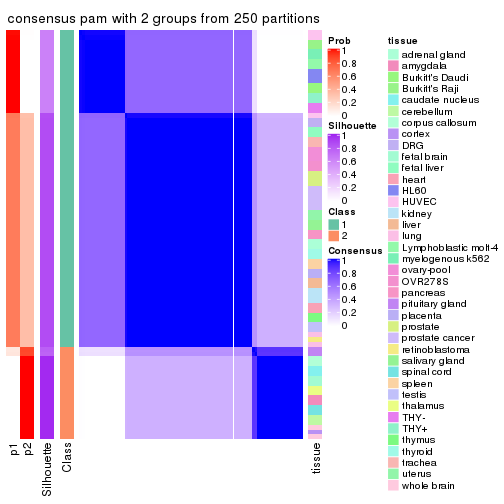 consensus pam with 2 groups from 250 partitions
Prob
1
0.8
0.6
0.4
0.2
0
Silhouette
1
0.8
0.6
0.4
0.2
0
Class
1
2
Consensus
1
0.8
0.6
0.4
0.2
0
tissue
adrenal gland
amygdala
Burkitt's Daudi
Burkitt's Raji
caudate nucleus
cerebellum
corpus callosum
cortex
DRG
fetal brain
fetal liver
heart
HL60
HUVEC
kidney
liver
lung
Lymphoblastic molt-4
myelogenous k562
ovary-pool
OVR278S
pancreas
pituitary gland
placenta
prostate
prostate cancer
retinoblastoma
salivary gland
spinal cord
spleen
testis
thalamus
THY-
THY+
thymus
thyroid
trachea
uterus
whole brain
p1
p2
Silhouette
Class
tissue